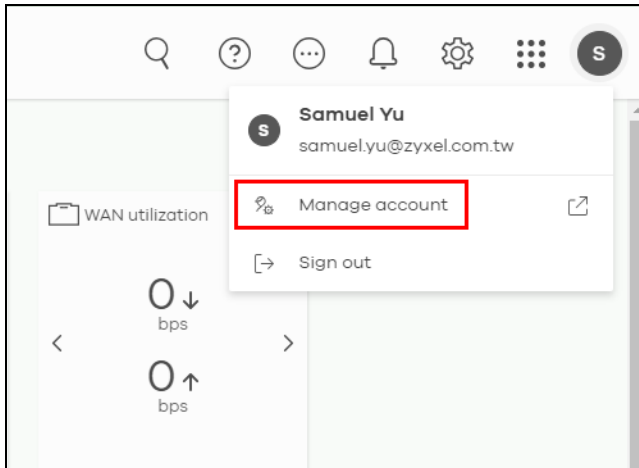 S
S
Samuel Yu
samuel.yu@zyxel.com.tw
WAN utilization
Manage account
Sign out
0
bps
0
bps